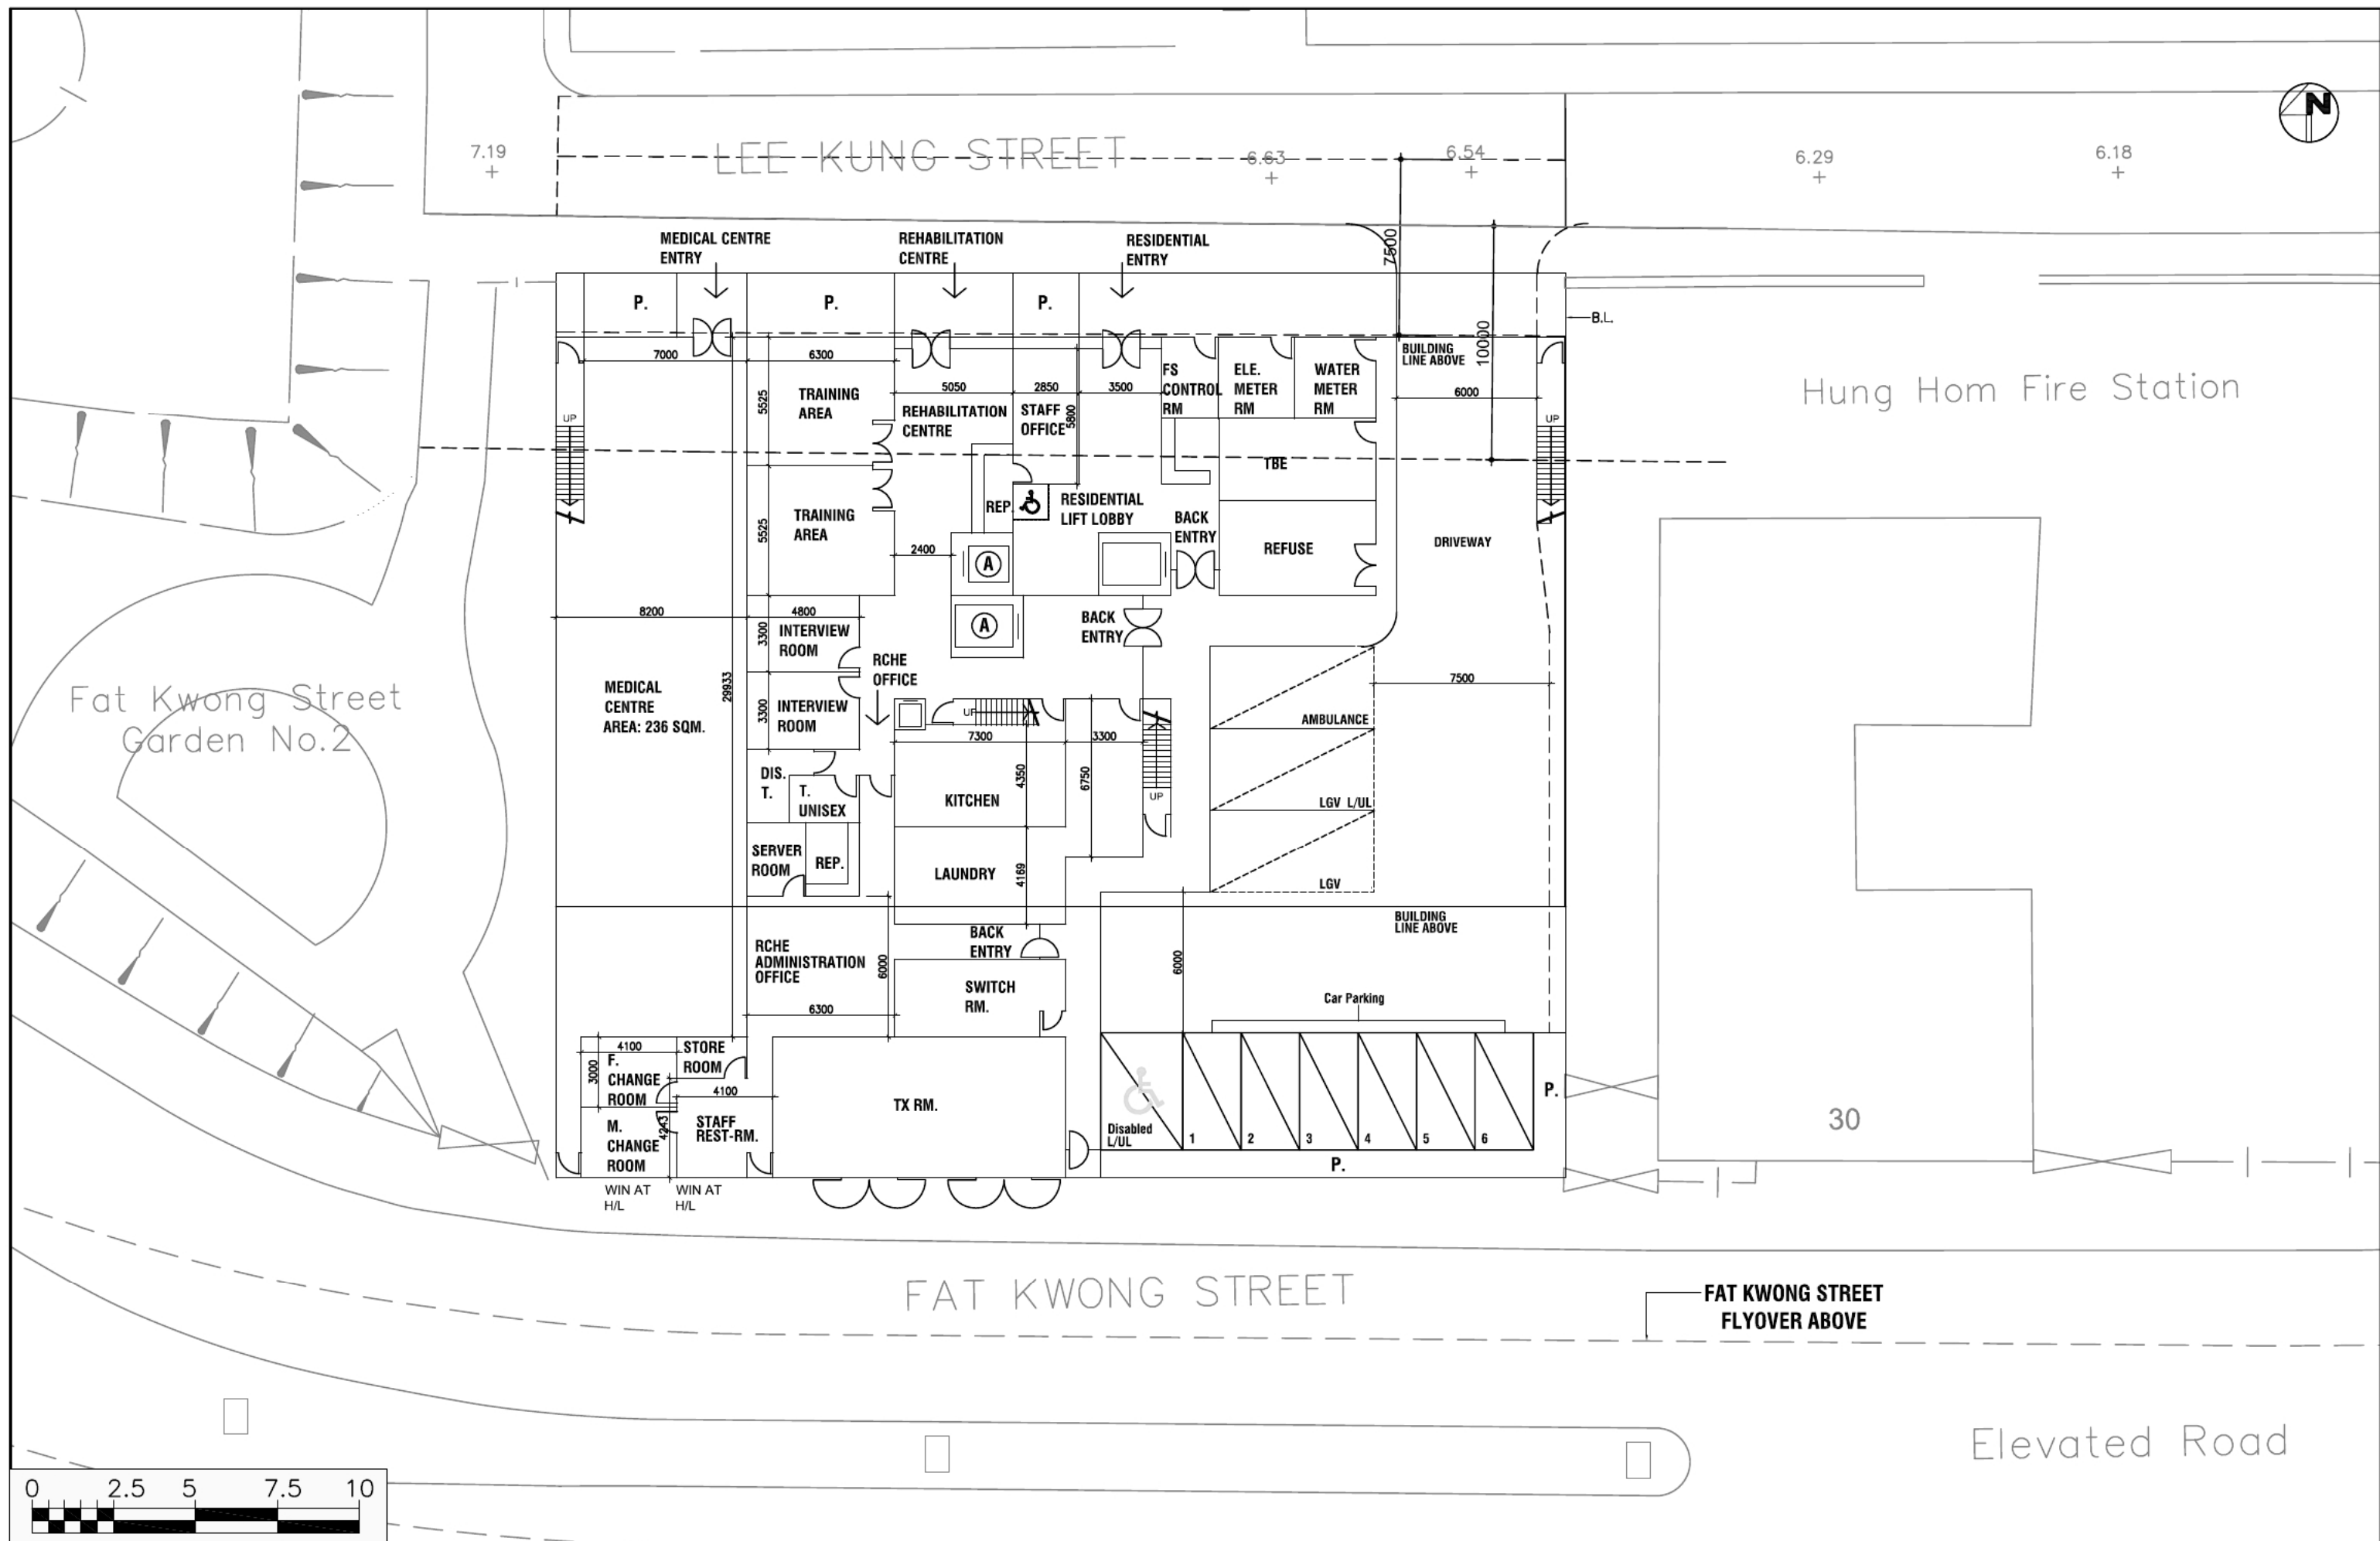 N
7.19
LEE KUNG STREET
6.63
6.54
6.29
6.18
MEDICAL CENTRE
ENTRY
REHABILITATION
CENTRE
RESIDENTIAL
ENTRY
7500
10000
P.
P.
P.
B.L.
7000
6300
BUILDING
LINE ABOVE
FS
CONTROL
RM
ELE.
METER
RM
WATER
METER
RM
5050
2850
3500
6000
Hung Hom Fire Station
5525
TRAINING
AREA
REHABILITATION
CENTRE
STAFF
OFFICE
5800
UP
UP
TBE
REP.
RESIDENTIAL
LIFT LOBBY
5525
TRAINING
AREA
BACK
ENTRY
2400
A
REFUSE
DRIVEWAY
8200
4800
3300
INTERVIEW
ROOM
A
BACK
ENTRY
RCHE
OFFICE
29933
7500
Fat Kwong Street
Garden No.2
MEDICAL
CENTRE
AREA: 236 SQM.
3300
INTERVIEW
ROOM
UP
7300
3300
AMBULANCE
4350
6750
DIS.
T.
T.
UNISEX
KITCHEN
UP
LGV L/UL
SERVER
ROOM
REP.
LAUNDRY
4169
LGV
BUILDING
LINE ABOVE
BACK
ENTRY
RCHE
ADMINISTRATION
OFFICE
6000
6000
SWITCH
RM.
6300
Car Parking
4100
STORE
ROOM
3000
F.
CHANGE
ROOM
4100
TX RM.
P.
M.
CHANGE
ROOM
4243
STAFF
REST-RM.
Disabled
L/UL
1
2
3
4
5
6
P.
30
WIN AT
H/L
WIN AT
H/L
FAT KWONG STREET
FAT KWONG STREET
FLYOVER ABOVE
Elevated Road
0 2.5 5 7.5 10